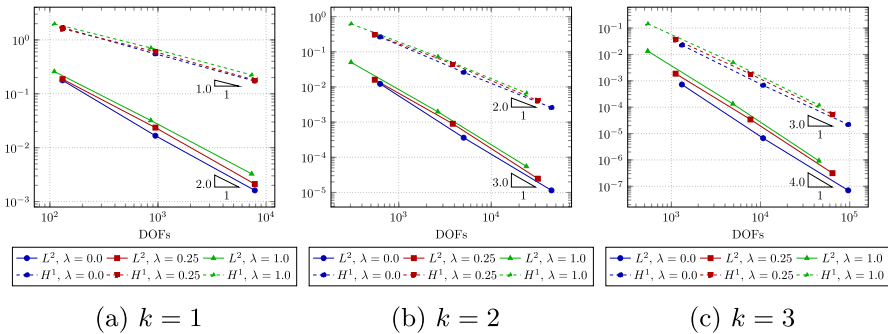 10^0
10^{-1}
10^{-2}
10^{-3}
10^2
10^3
10^4
DOFs
1.0
1
2.0
1
L^2, λ = 0.0
L^2, λ = 0.25
L^2, λ = 1.0
H^1, λ = 0.0
H^1, λ = 0.25
H^1, λ = 1.0
(a) k = 1
10^0
10^{-1}
10^{-2}
10^{-3}
10^{-4}
10^{-5}
10^3
10^4
DOFs
2.0
1
3.0
1
L^2, λ = 0.0
L^2, λ = 0.25
L^2, λ = 1.0
H^1, λ = 0.0
H^1, λ = 0.25
H^1, λ = 1.0
(b) k = 2
10^{-1}
10^{-2}
10^{-3}
10^{-4}
10^{-5}
10^{-6}
10^{-7}
10^3
10^4
10^5
DOFs
3.0
1
4.0
1
L^2, λ = 0.0
L^2, λ = 0.25
L^2, λ = 1.0
H^1, λ = 0.0
H^1, λ = 0.25
H^1, λ = 1.0
(c) k = 3